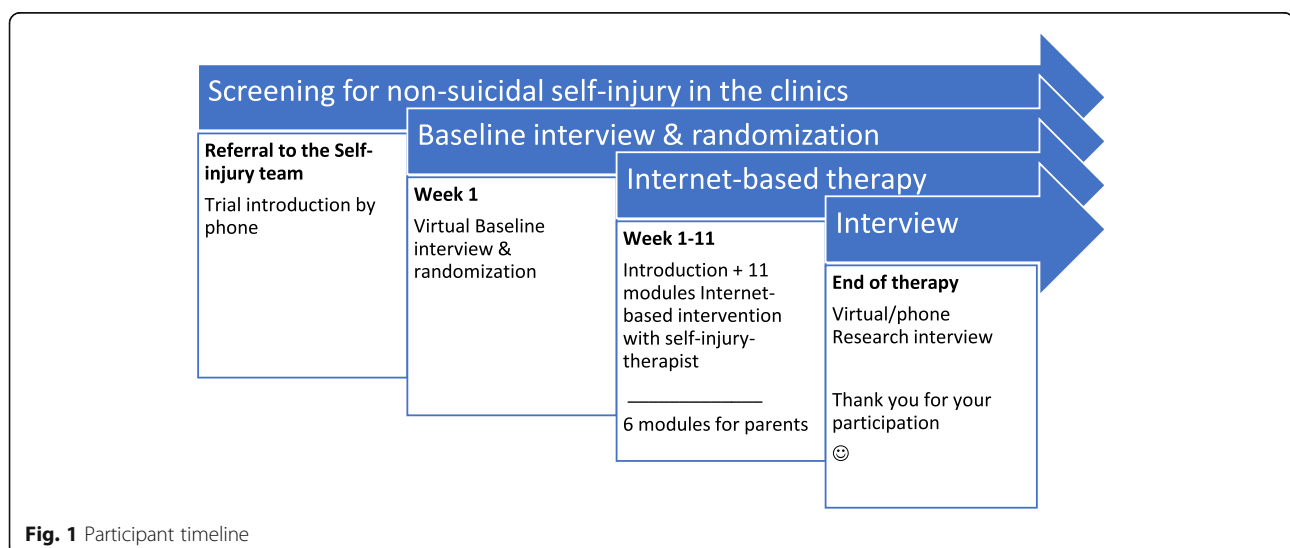 Screening for non-suicidal self-injury in the clinics
Referral to the Self-
injury team
Trial introduction by
phone
Baseline interview & randomization
Week 1
Virtual Baseline
interview &
randomization
Internet-based therapy
Week 1-11
Introduction + 11
modules Internet-
based intervention
with self-injury-
therapist
6 modules for parents
Interview
End of therapy
Virtual/phone
Research interview
Thank you for your
participation
☺
Fig. 1 Participant timeline